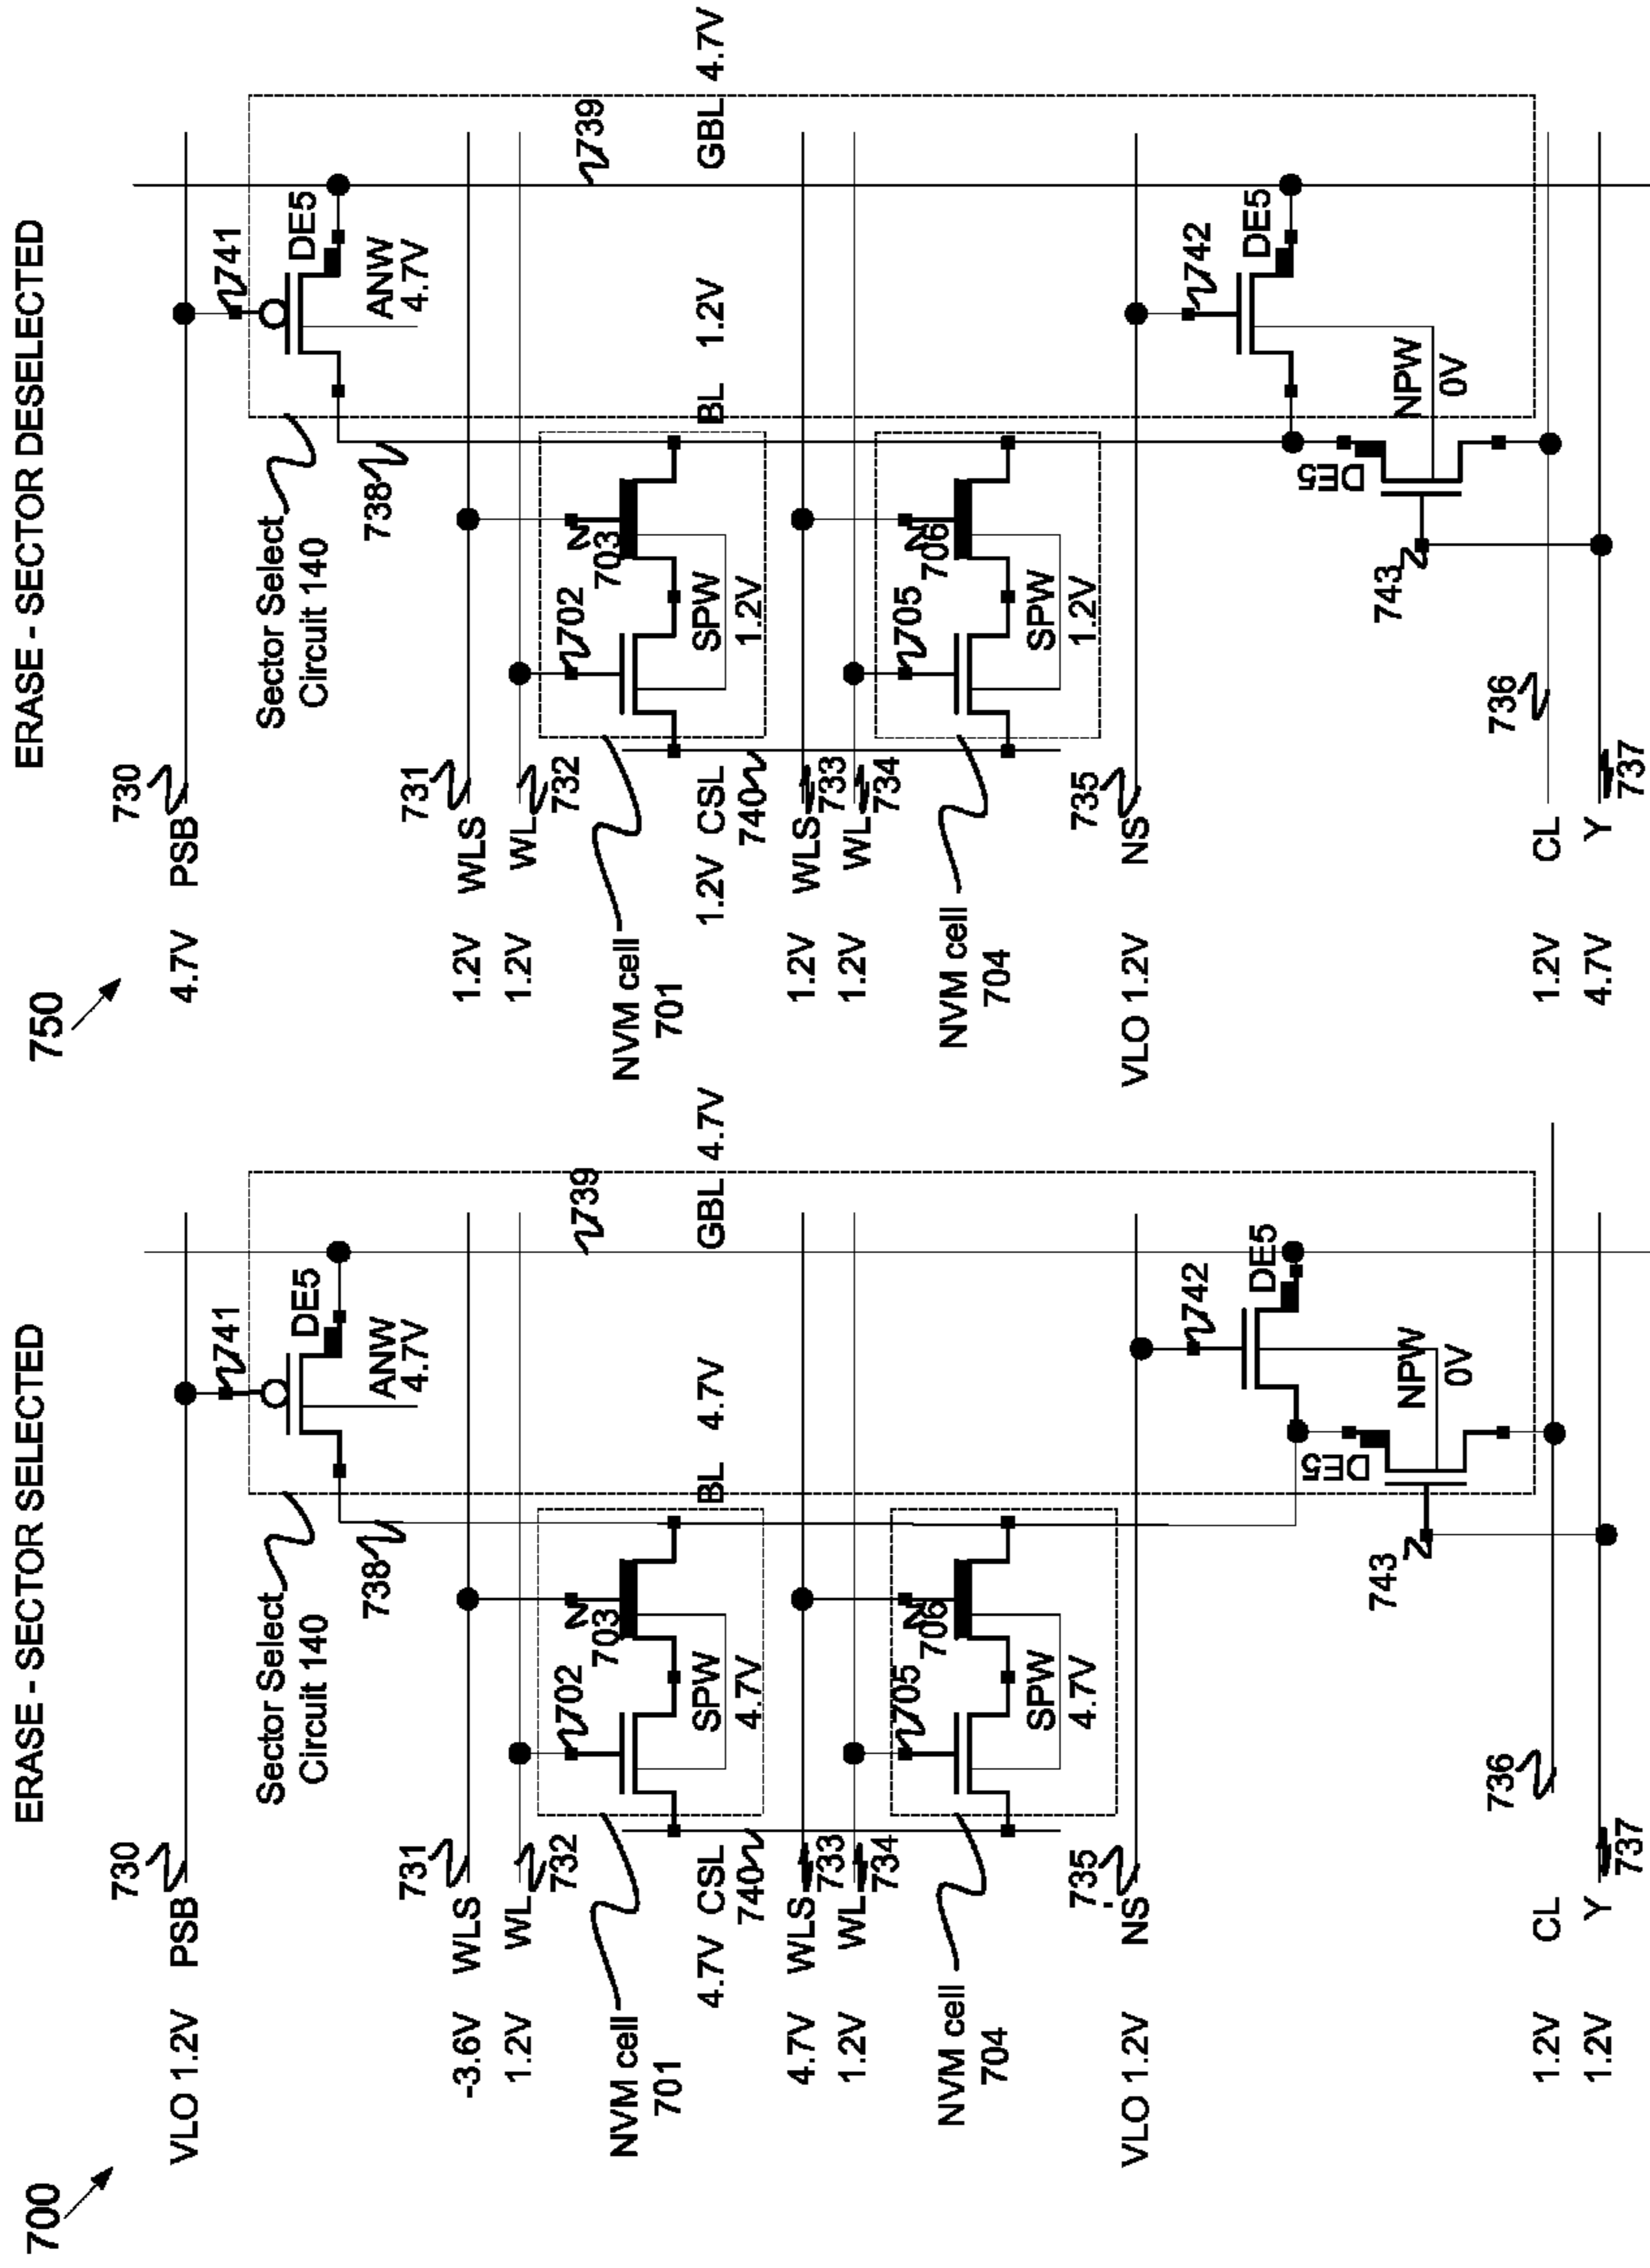 700
ERASE - SECTOR SELECTED
VLO 1.2V PSB
730
741
DE5
ANW
4.7V
Sector Select
Circuit 140
738
-3.6V WLS
731
1.2V WL
732
702
703
SPW
4.7V
NVM cell
701
4.7V CSL
740
BL 4.7V
GBL 4.7V
739
4.7V WLS
733
1.2V WL
734
705
706
SPW
4.7V
NVM cell
704
VLO 1.2V NS
735
742
DE5
NPW
0V
DE5
743
736
1.2V CL
1.2V Y
737
750
ERASE - SECTOR DESELECTED
4.7V PSB
730
741
DE5
ANW
4.7V
Sector Select
Circuit 140
738
1.2V WLS
731
1.2V WL
732
702
703
SPW
1.2V
NVM cell
701
1.2V CSL
740
BL 1.2V
GBL 4.7V
739
1.2V WLS
733
1.2V WL
734
705
706
SPW
1.2V
NVM cell
704
VLO 1.2V NS
735
742
DE5
NPW
0V
DE5
743
736
1.2V CL
4.7V Y
737